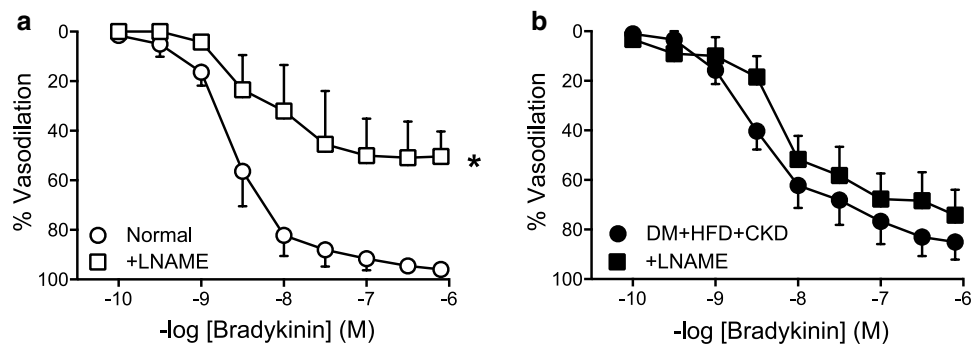 a
% Vasodilation
0
20
40
60
80
100
Normal
+LNAME
*
-10 -9 -8 -7 -6
-log [Bradykinin] (M)
b
% Vasodilation
0
20
40
60
80
100
DM+HFD+CKD
+LNAME
-10 -9 -8 -7 -6
-log [Bradykinin] (M)